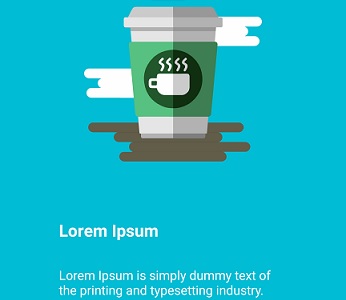 Lorem Ipsum
Lorem Ipsum is simply dummy text of
the printing and typesetting industry.